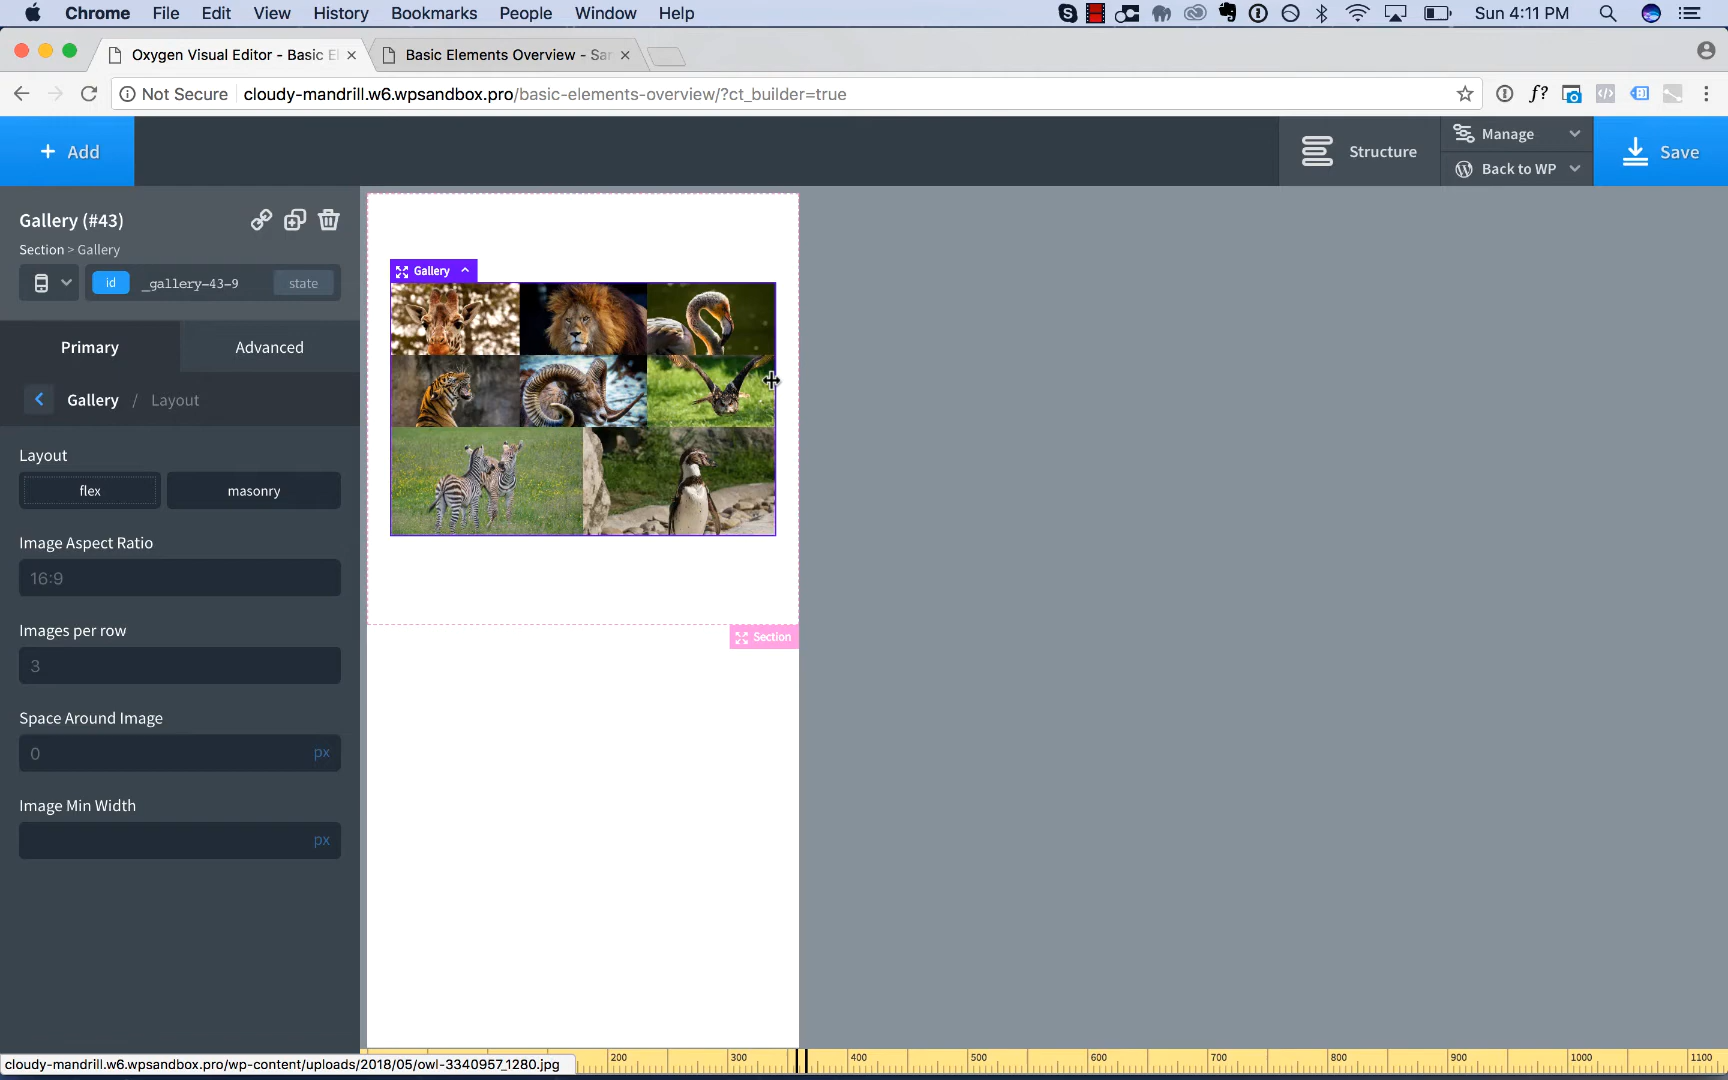 Chrome File Edit View History Bookmarks People Window Help Sun 4:11 PM
Oxygen Visual Editor - Basic El
Basic Elements Overview - Sar
Not Secure cloudy-mandrill.w6.wpsandbox.pro/basic-elements-overview/?ct_builder=true f?
+ Add
Structure
Manage
Back to WP
Save
Gallery (#43)
Section > Gallery
id _gallery-43-9 state
Primary Advanced
Gallery / Layout
Layout
flex masonry
Image Aspect Ratio
16:9
Images per row
3
Space Around Image
0 px
Image Min Width
px
Gallery
Section
cloudy-mandrill.w6.wpsandbox.pro/wp-content/uploads/2018/05/owl-3340957_1280.jpg
200 300 400 500 600 700 800 900 1000 1100